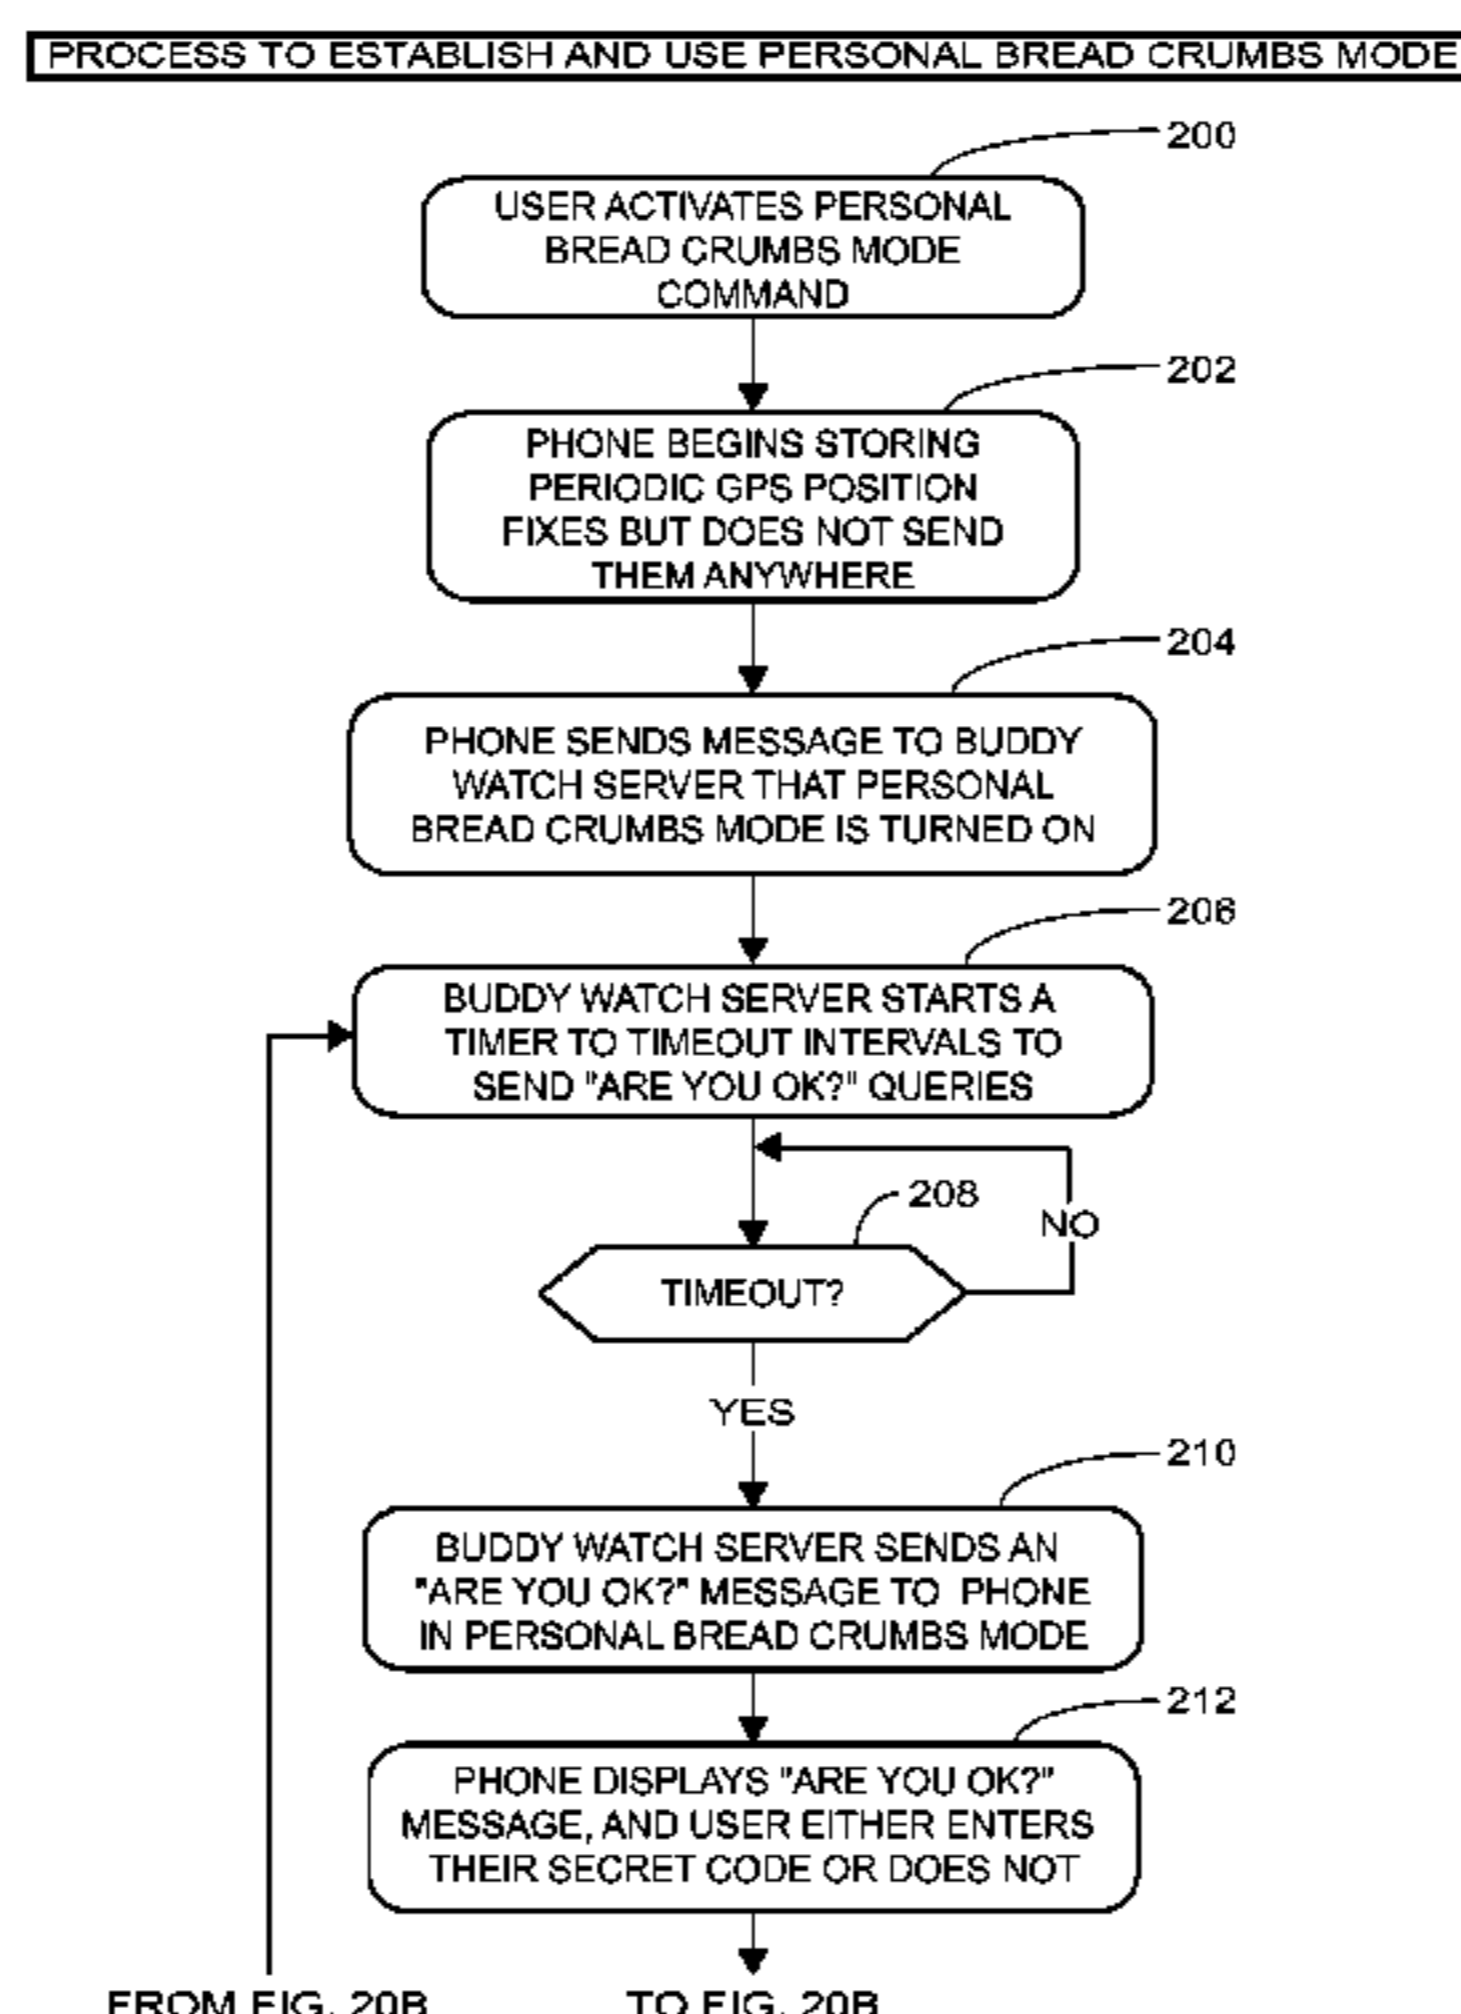 PROCESS TO ESTABLISH AND USE PERSONAL BREAD CRUMBS MODE
200
USER ACTIVATES PERSONAL
BREAD CRUMBS MODE
COMMAND
202
PHONE BEGINS STORING
PERIODIC GPS POSITION
FIXES BUT DOES NOT SEND
THEM ANYWHERE
204
PHONE SENDS MESSAGE TO BUDDY
WATCH SERVER THAT PERSONAL
BREAD CRUMBS MODE IS TURNED ON
206
BUDDY WATCH SERVER STARTS A
TIMER TO TIMEOUT INTERVALS TO
SEND "ARE YOU OK?" QUERIES
208
NO
TIMEOUT?
YES
210
BUDDY WATCH SERVER SENDS AN
"ARE YOU OK?" MESSAGE TO PHONE
IN PERSONAL BREAD CRUMBS MODE
212
PHONE DISPLAYS "ARE YOU OK?"
MESSAGE, AND USER EITHER ENTERS
THEIR SECRET CODE OR DOES NOT
FROM FIG. 20B
TO FIG. 20B